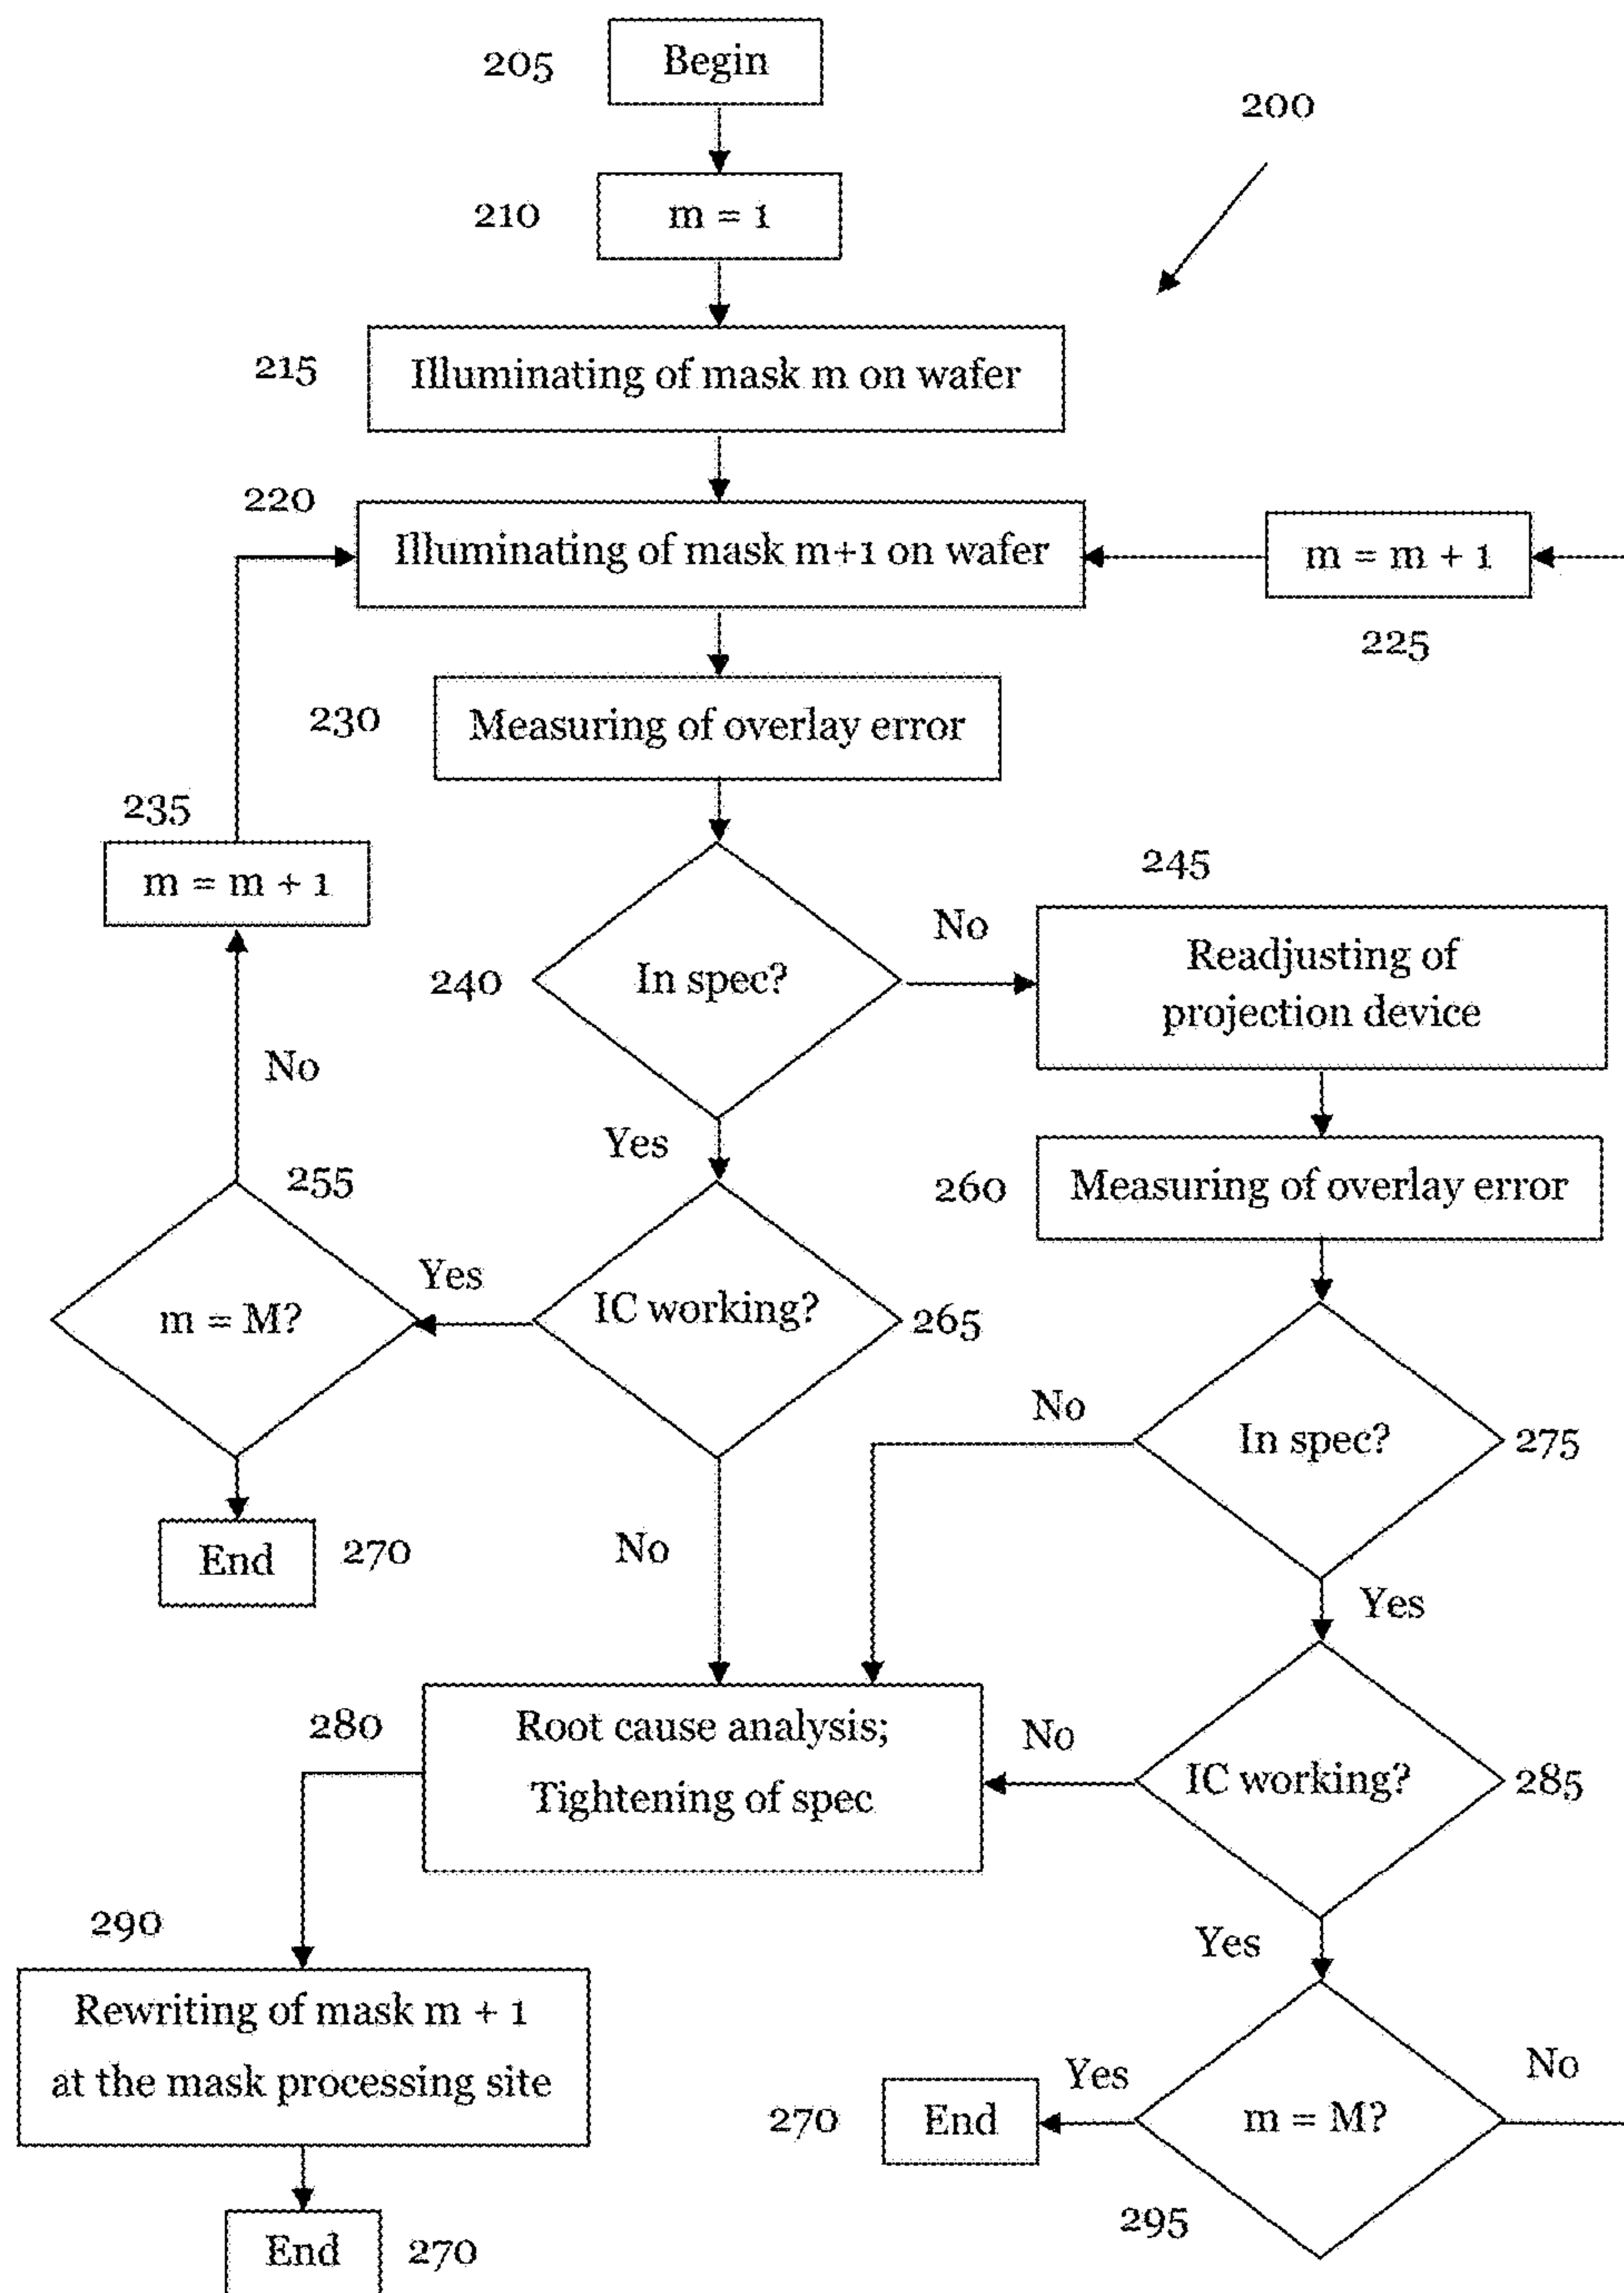 205
Begin
200
210
m = 1
215
Illuminating of mask m on wafer
220
Illuminating of mask m+1 on wafer
m = m + 1
225
230
Measuring of overlay error
235
m = m + 1
240
In spec?
No
245
Readjusting of
projection device
No
Yes
255
260
Measuring of overlay error
m = M?
Yes
IC working?
265
No
In spec?
275
End
270
No
Yes
280
Root cause analysis;
Tightening of spec
No
IC working?
285
290
Rewriting of mask m + 1
at the mask processing site
Yes
270
End
Yes
m = M?
No
295
End
270